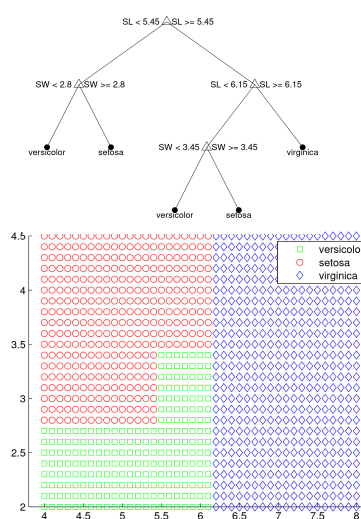 SL < 5.45 SL >= 5.45
SW < 2.8 SW >= 2.8 SL < 6.15 SL >= 6.15
versicolor setosa SW < 3.45 SW >= 3.45 virginica
versicolor setosa
4.5
versicolo
setosa
virginica
4
3.5
3
2.5
2
4 4.5 5 5.5 6 6.5 7 7.5 8